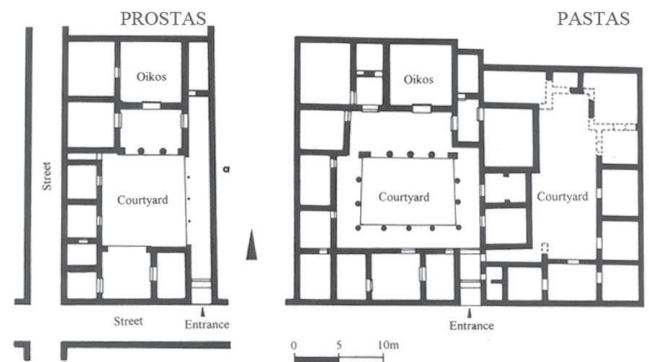 PROSTAS
PASTAS
Oikos
Oikos
Street
Courtyard
α
Courtyard
Courtyard
Street
Entrance
Entrance
0 5 10m